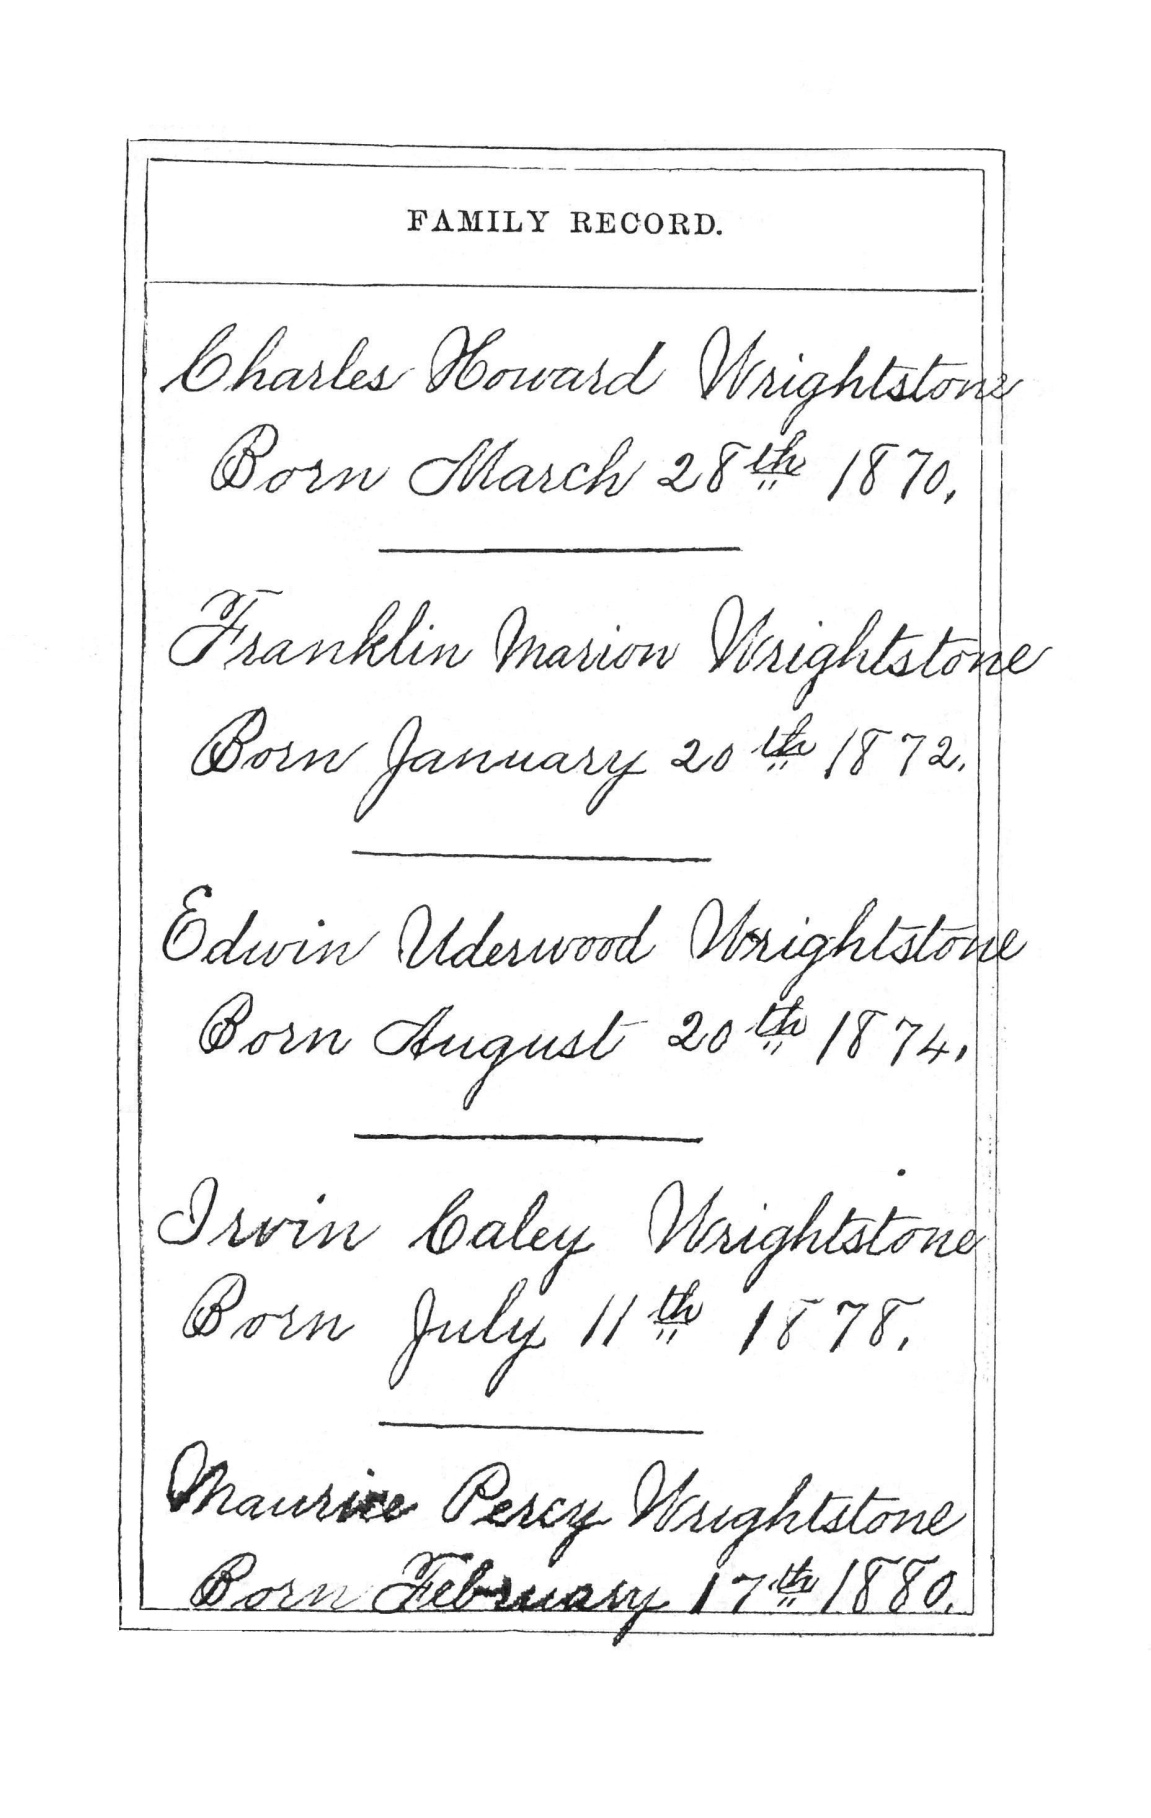 FAMILY RECORD.
Charles Howard Wrightstone
Born March 28th 1870.
Franklin Marion Wrightstone
Born January 20th 1872.
Edwin Uderwood Wrightstone
Born August 20th 1874.
Irvin Caley Wrightstone
Born July 11th 1878.
Maurice Percy Wrightstone
Born February 17th 1880.